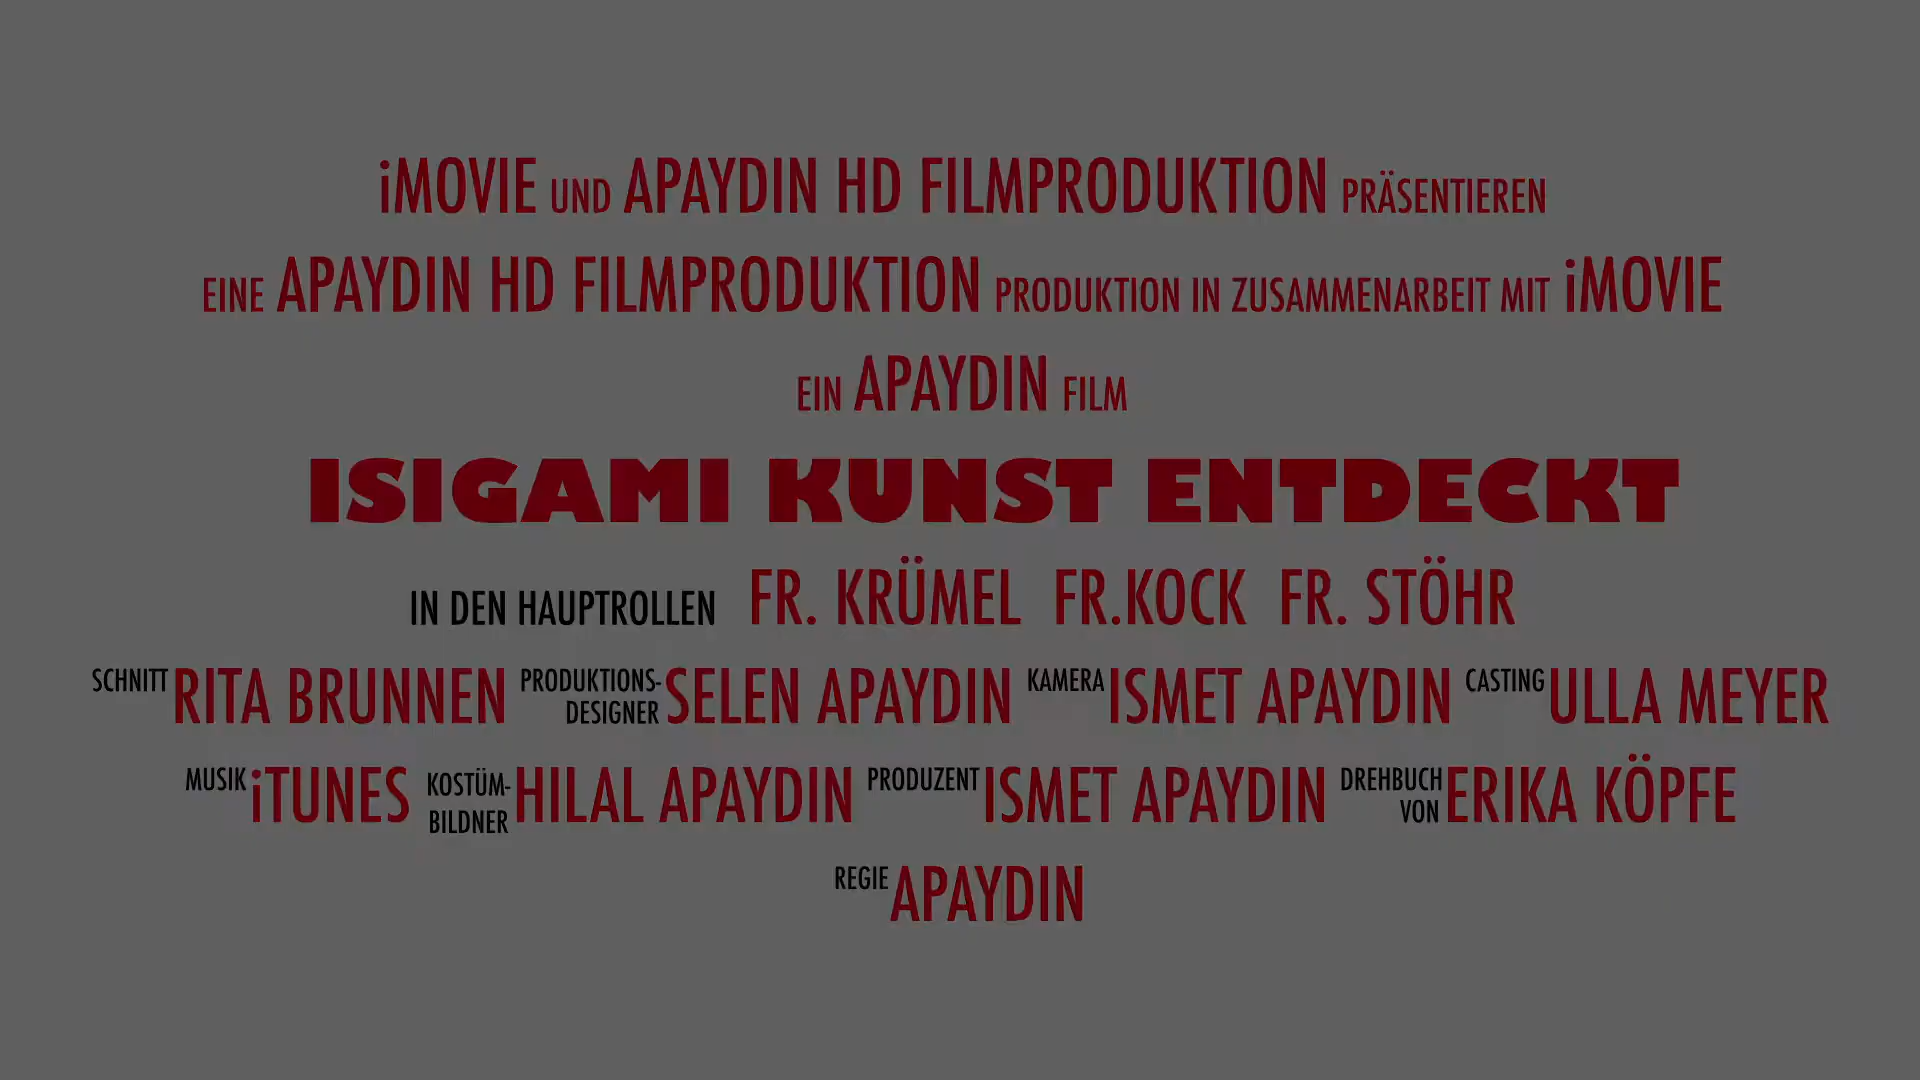 iMOVIE UND APAYDIN HD FILMPRODUKTION PRÄSENTIEREN
EINE APAYDIN HD FILMPRODUKTION PRODUKTION IN ZUSAMMENARBEIT MIT iMOVIE
EIN APAYDIN FILM
ISIGAMI KUNST ENTDECKT
IN DEN HAUPTROLLEN FR. KRÜMEL FR.KOCK FR. STÖHR
SCHNITT RITA BRUNNEN PRODUKTIONS-DESIGNER SELEN APAYDIN KAMERA ISMET APAYDIN CASTING ULLA MEYER
MUSIK iTUNES KOSTÜM-BILDNER HILAL APAYDIN PRODUZENT ISMET APAYDIN DREHBUCH VON ERIKA KÖPFE
REGIE APAYDIN